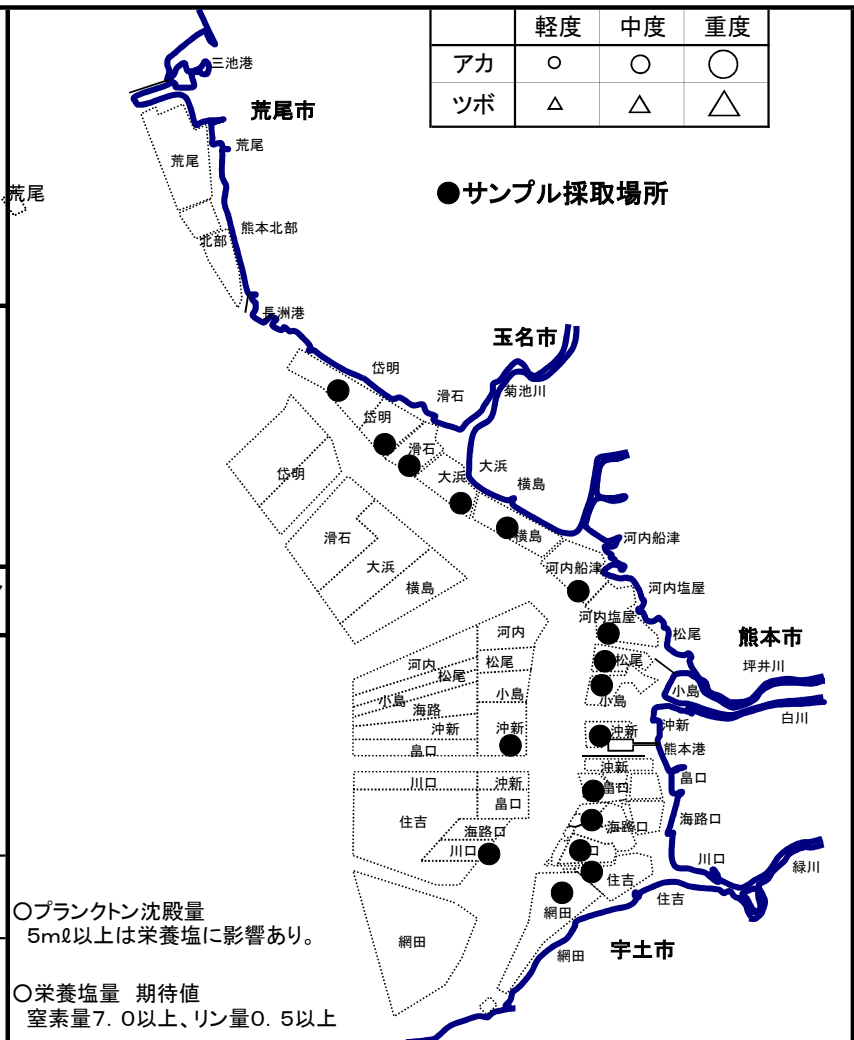 軽度 中度 重度
アカ ○ ○ ○
ツボ △ △ △
●サンプル採取場所
三池港
荒尾市
荒尾
荒尾
荒尾
熊本北部
北部
長洲港
玉名市
岱明
菊池川
滑石
岱明
滑石
大浜
大浜
横島
岱明
横島
滑石
河内船津
大浜
河内船津
横島
河内塩屋
河内塩屋
河内
松尾
熊本市
河内
松尾
松尾
坪井川
松尾
小島
小島
小島
小島
海路
白川
沖新
沖新
沖新
沖新
畠口
熊本港
沖新
川口
沖新
畠口
畠口
畠口
住吉
海路口
海路口
海路口
川口
口
川口
緑川
住吉
住吉
網田
網田
網田
宇土市
○プランクトン沈殿量
5mℓ以上は栄養塩に影響あり。
○栄養塩量 期待値
窒素量7.0以上、リン量0.5以上